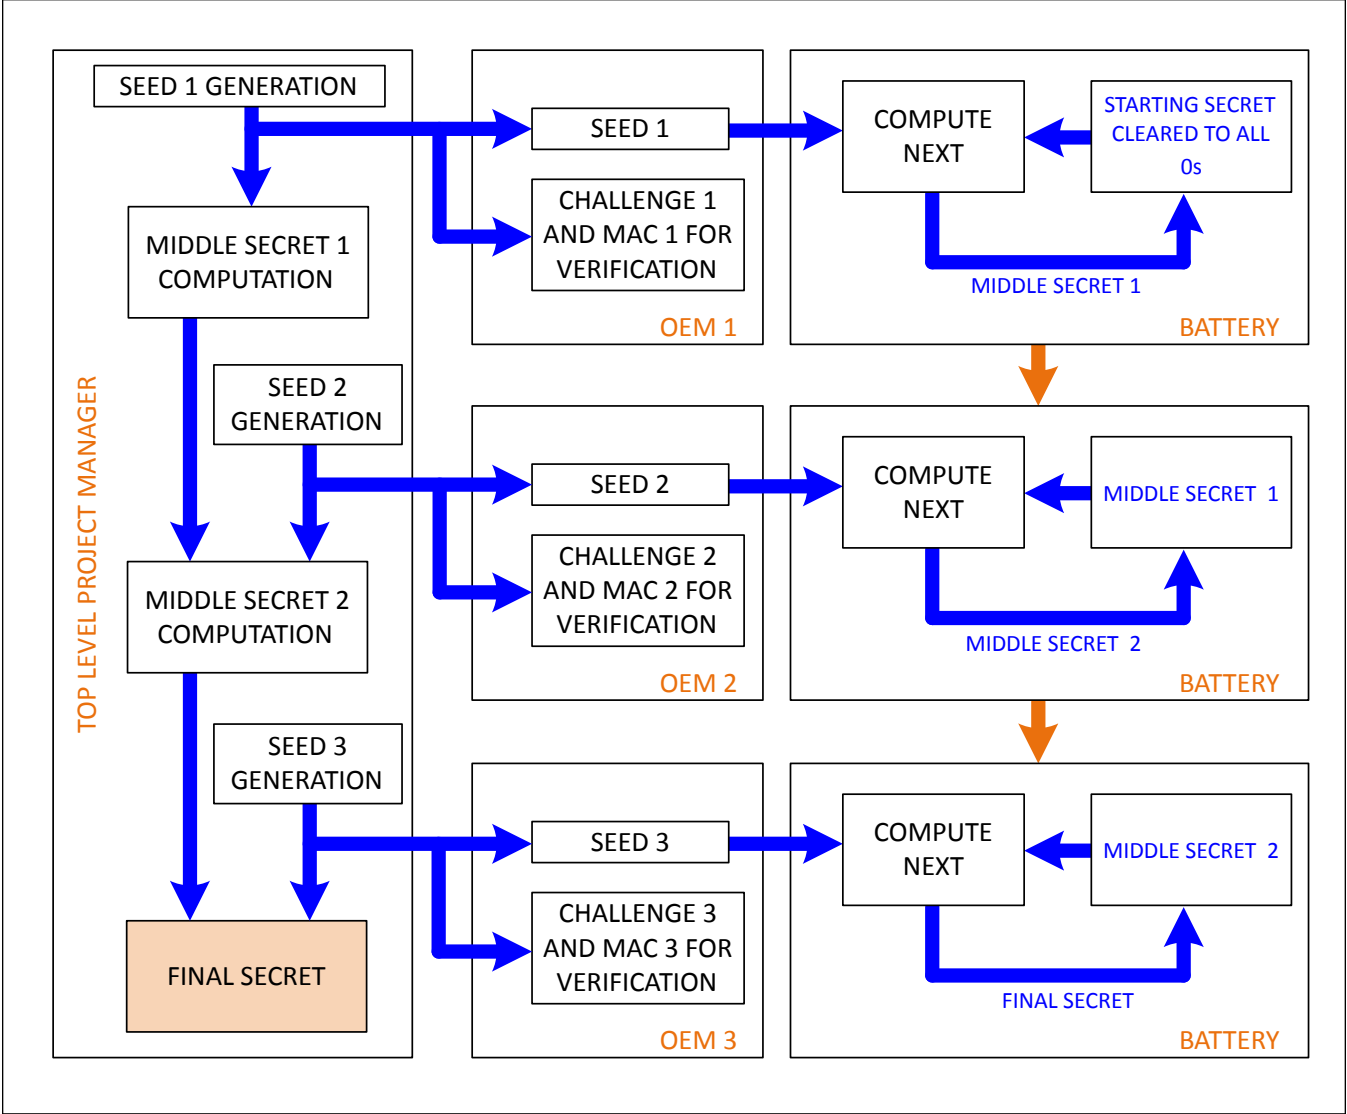 SEED 1 GENERATION
MIDDLE SECRET 1
COMPUTATION
SEED 2
GENERATION
MIDDLE SECRET 2
COMPUTATION
SEED 3
GENERATION
FINAL SECRET
TOP LEVEL PROJECT MANAGER
SEED 1
CHALLENGE 1
AND MAC 1 FOR
VERIFICATION
OEM 1
COMPUTE
NEXT
STARTING SECRET
CLEARED TO ALL
0s
MIDDLE SECRET 1
BATTERY
SEED 2
CHALLENGE 2
AND MAC 2 FOR
VERIFICATION
OEM 2
COMPUTE
NEXT
MIDDLE SECRET 1
MIDDLE SECRET 2
BATTERY
SEED 3
CHALLENGE 3
AND MAC 3 FOR
VERIFICATION
OEM 3
COMPUTE
NEXT
MIDDLE SECRET 2
FINAL SECRET
BATTERY